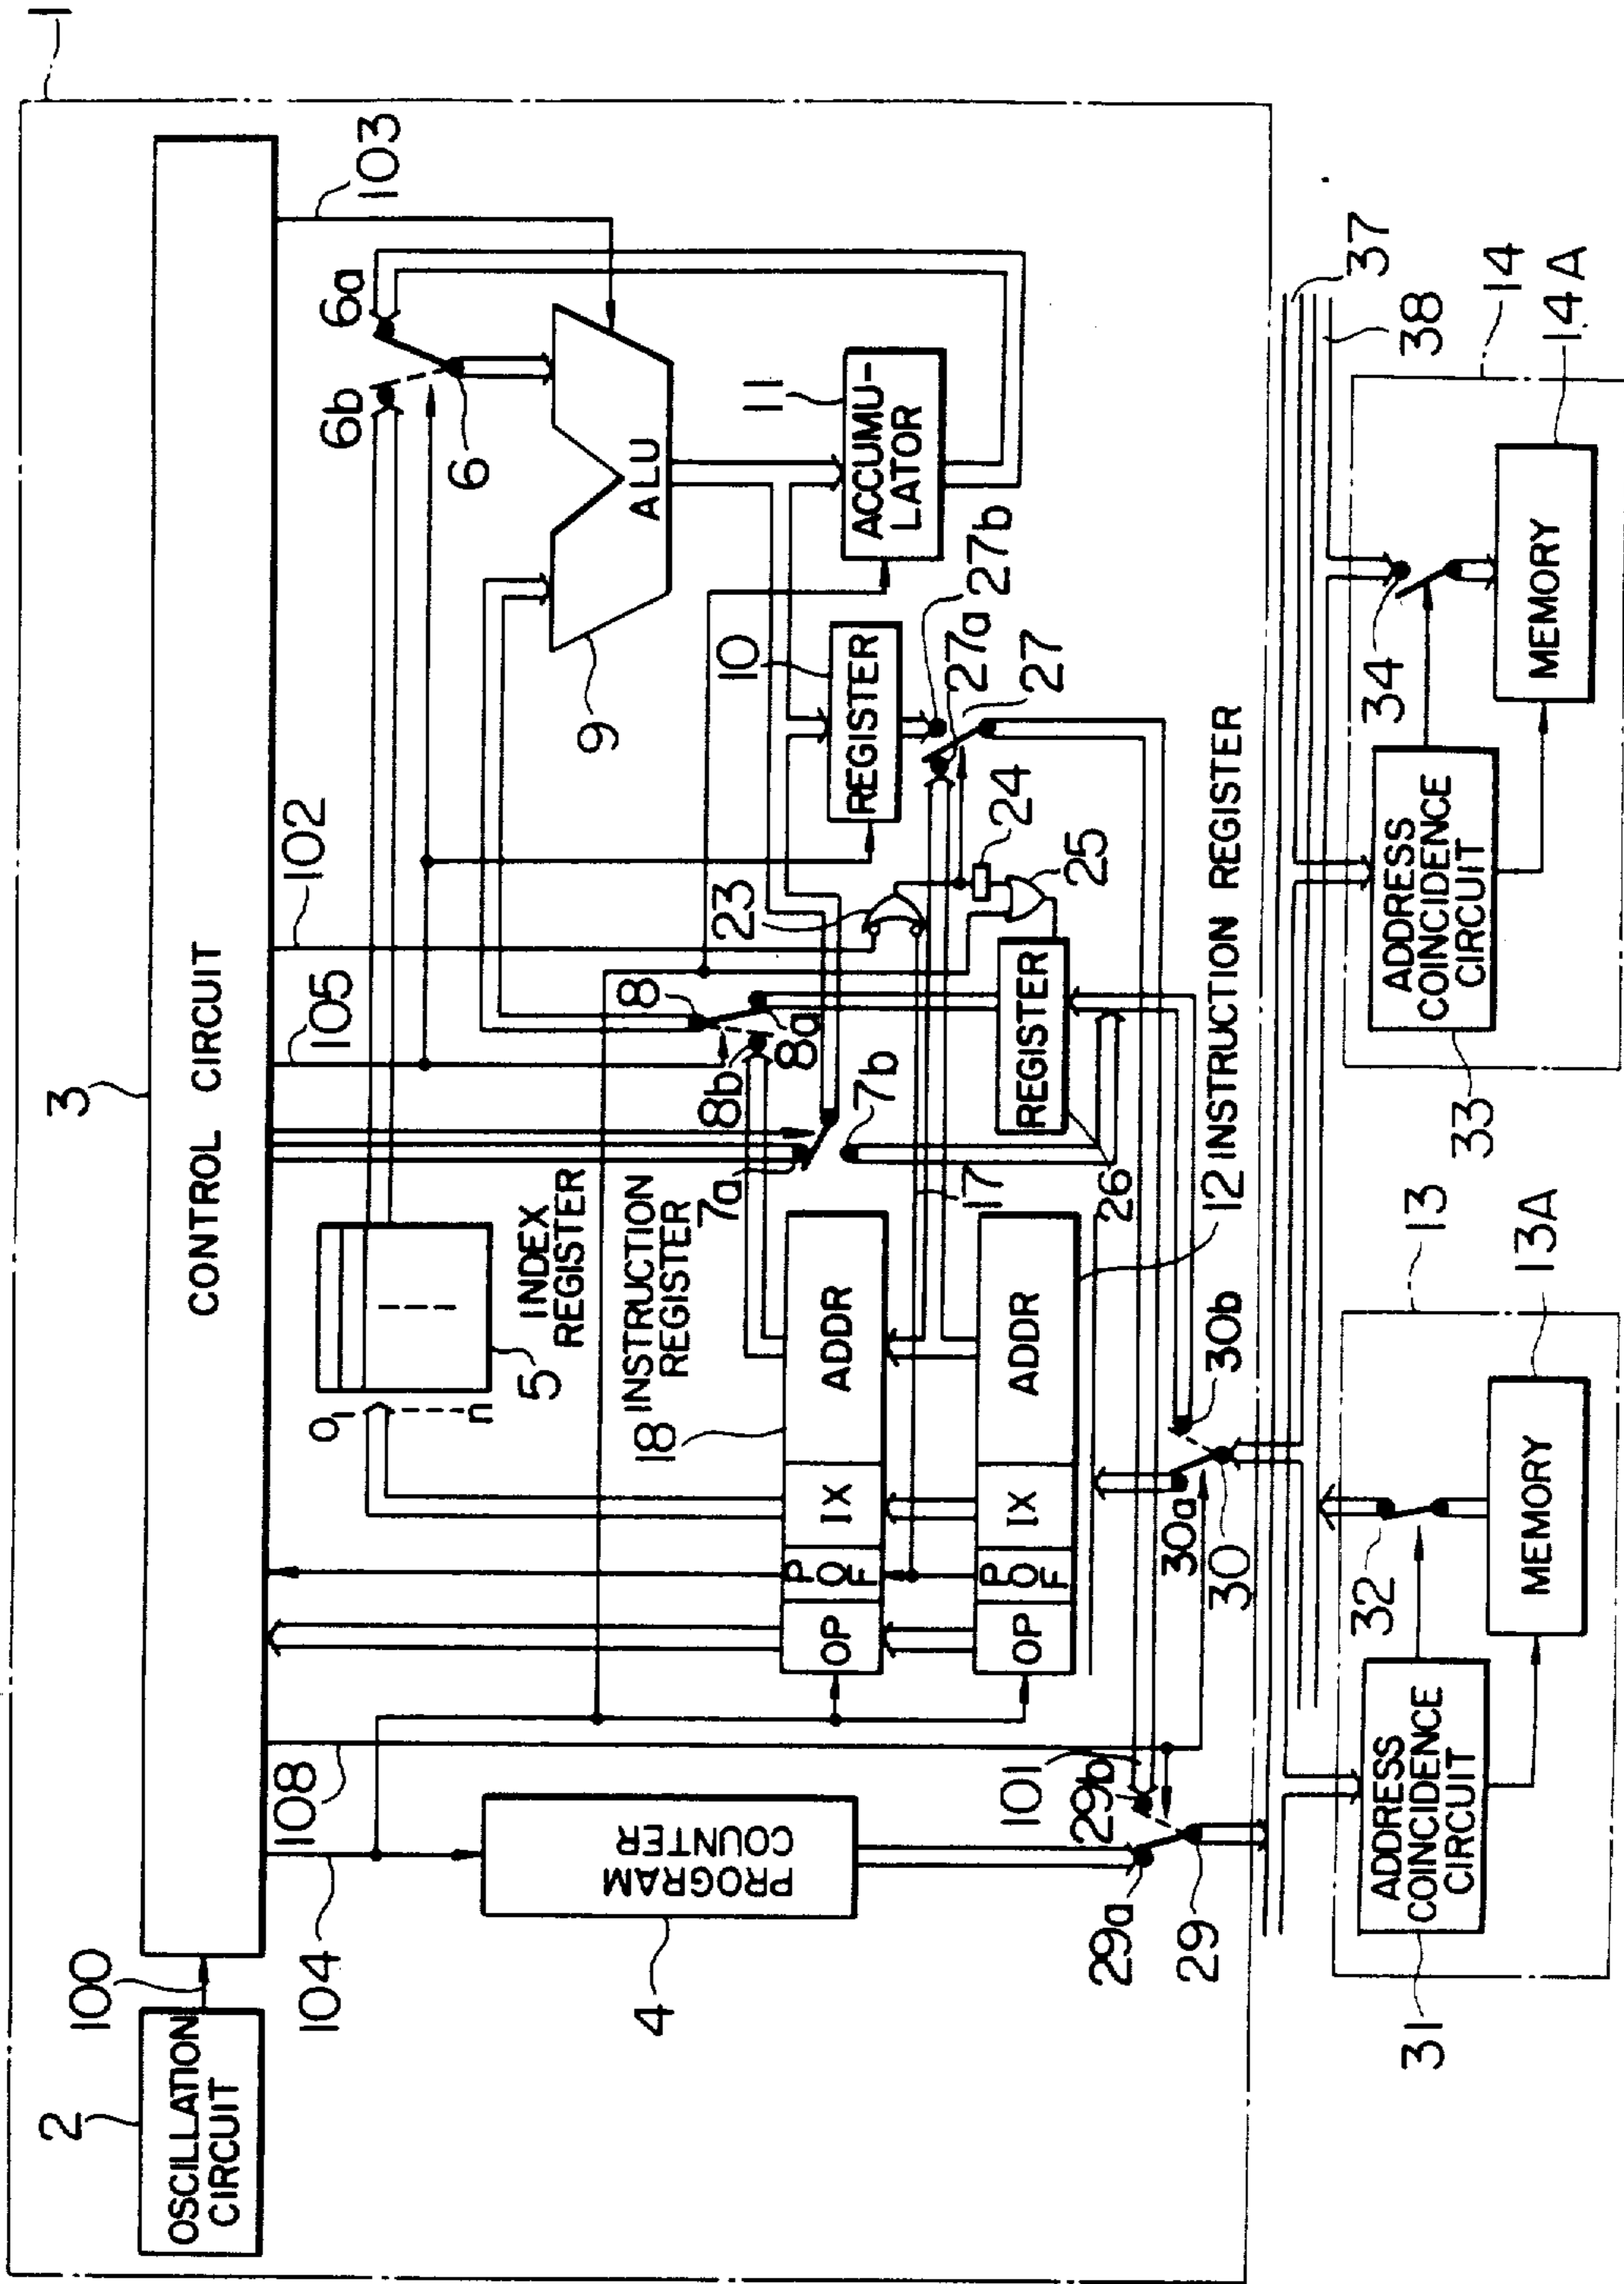 1
2
OSCILLATION
CIRCUIT
100
3
CONTROL CIRCUIT
104
108
105
102
103
4
PROGRAM
COUNTER
0
1
n
5
INDEX
REGISTER
6b
6a
6
9
ALU
18
INSTRUCTION
REGISTER
OP
POF
IX
ADDR
7a
7b
8
8b
8a
23
10
REGISTER
11
ACCUMU-
LATOR
27b
27a
27
24
25
17
REGISTER
26
OP
POF
IX
ADDR
12 INSTRUCTION REGISTER
101
29b
29a
29
30a
30b
30
37
38
31
ADDRESS
COINCIDENCE
CIRCUIT
32
MEMORY
13
13A
33
ADDRESS
COINCIDENCE
CIRCUIT
34
MEMORY
14
14A